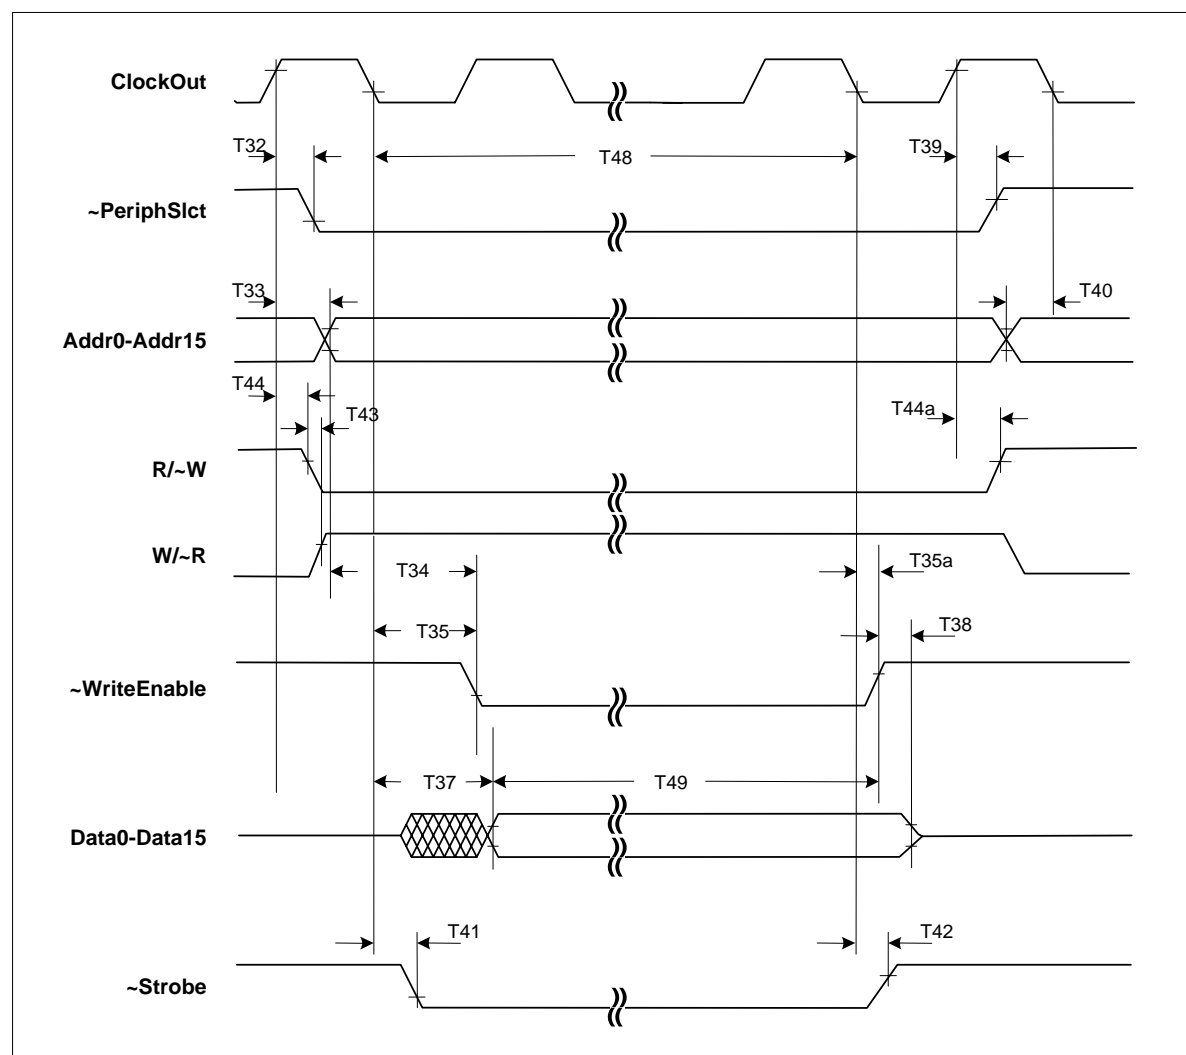 ClockOut
T32
T48
T39
~PeriphSlct
T33
T40
Addr0-Addr15
T44
T43
T44a
R/~W
W/~R
T34
T35a
T35
T38
~WriteEnable
T37
T49
Data0-Data15
T41
T42
~Strobe